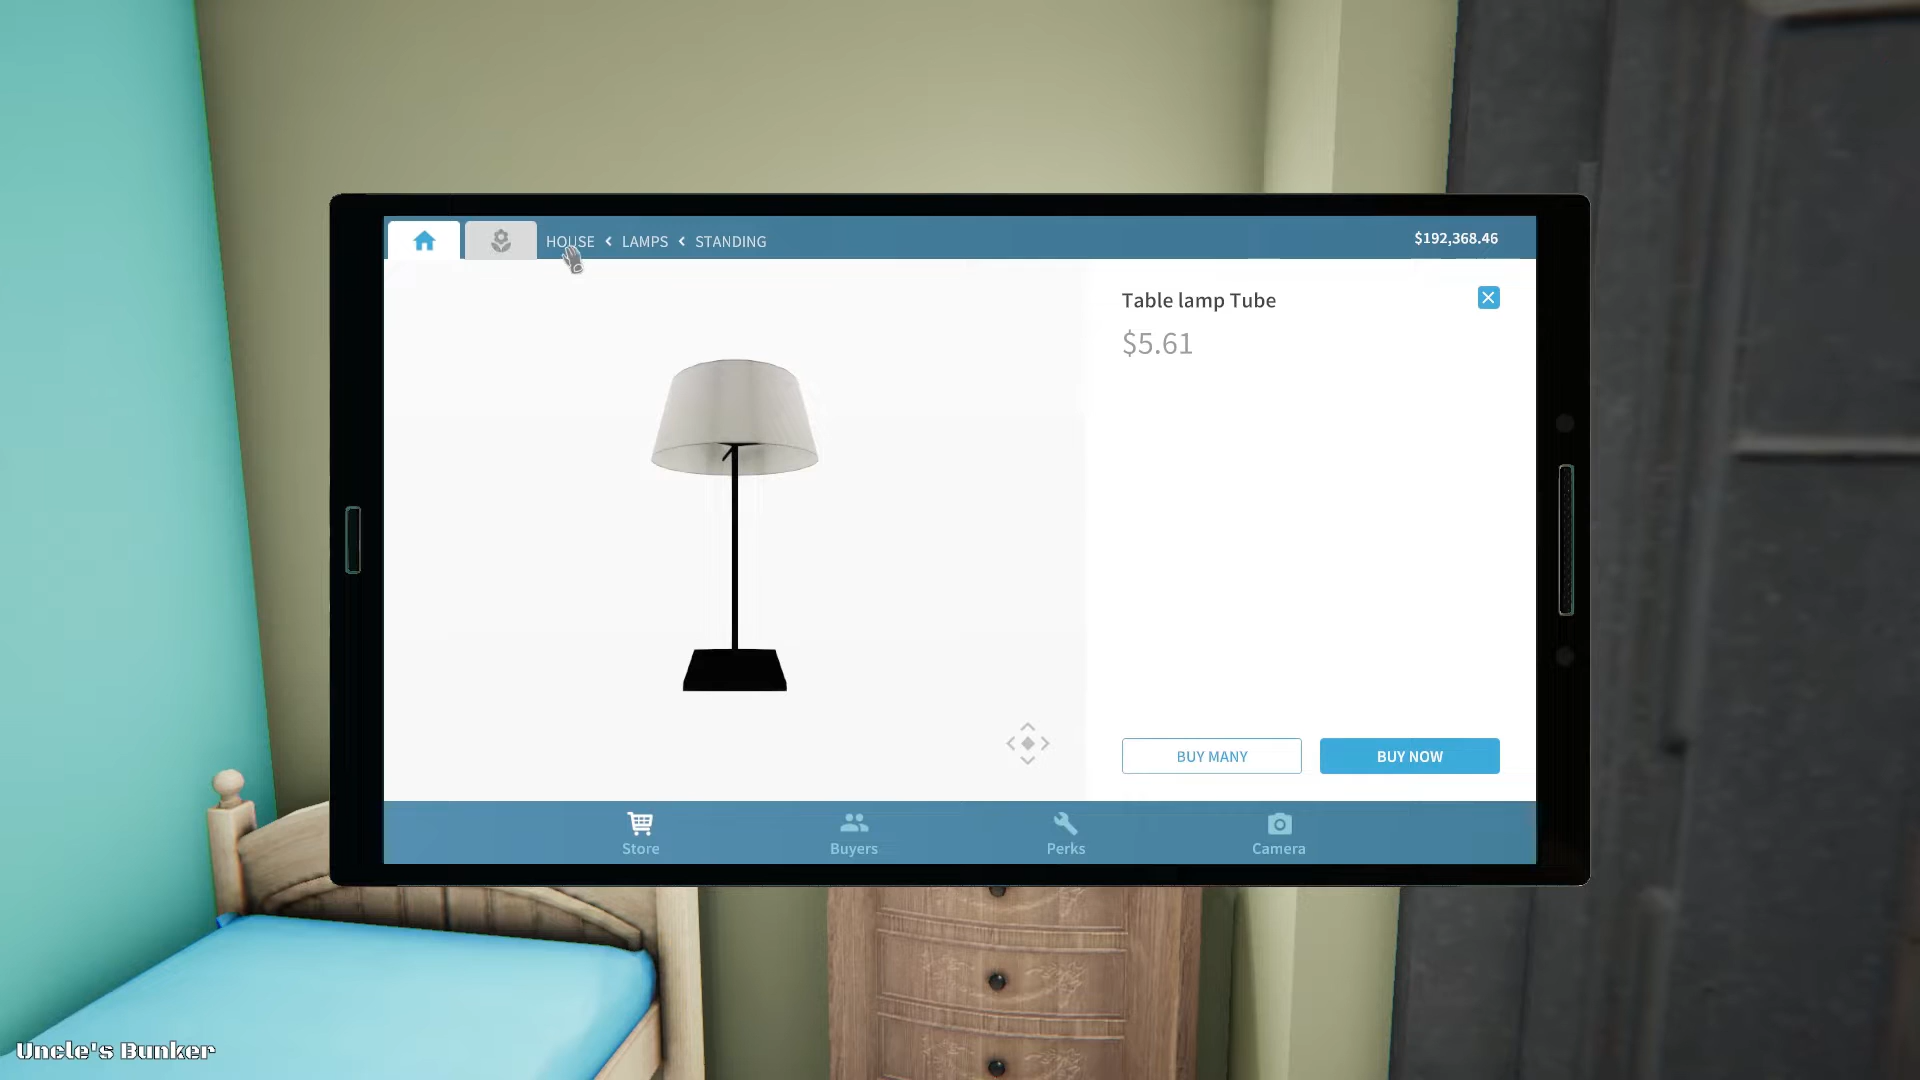 HOUSE < LAMPS < STANDING
$192,368.46
Table lamp Tube
$5.61
BUY MANY
BUY NOW
Store
Buyers
Perks
Camera
Uncle's Bunker